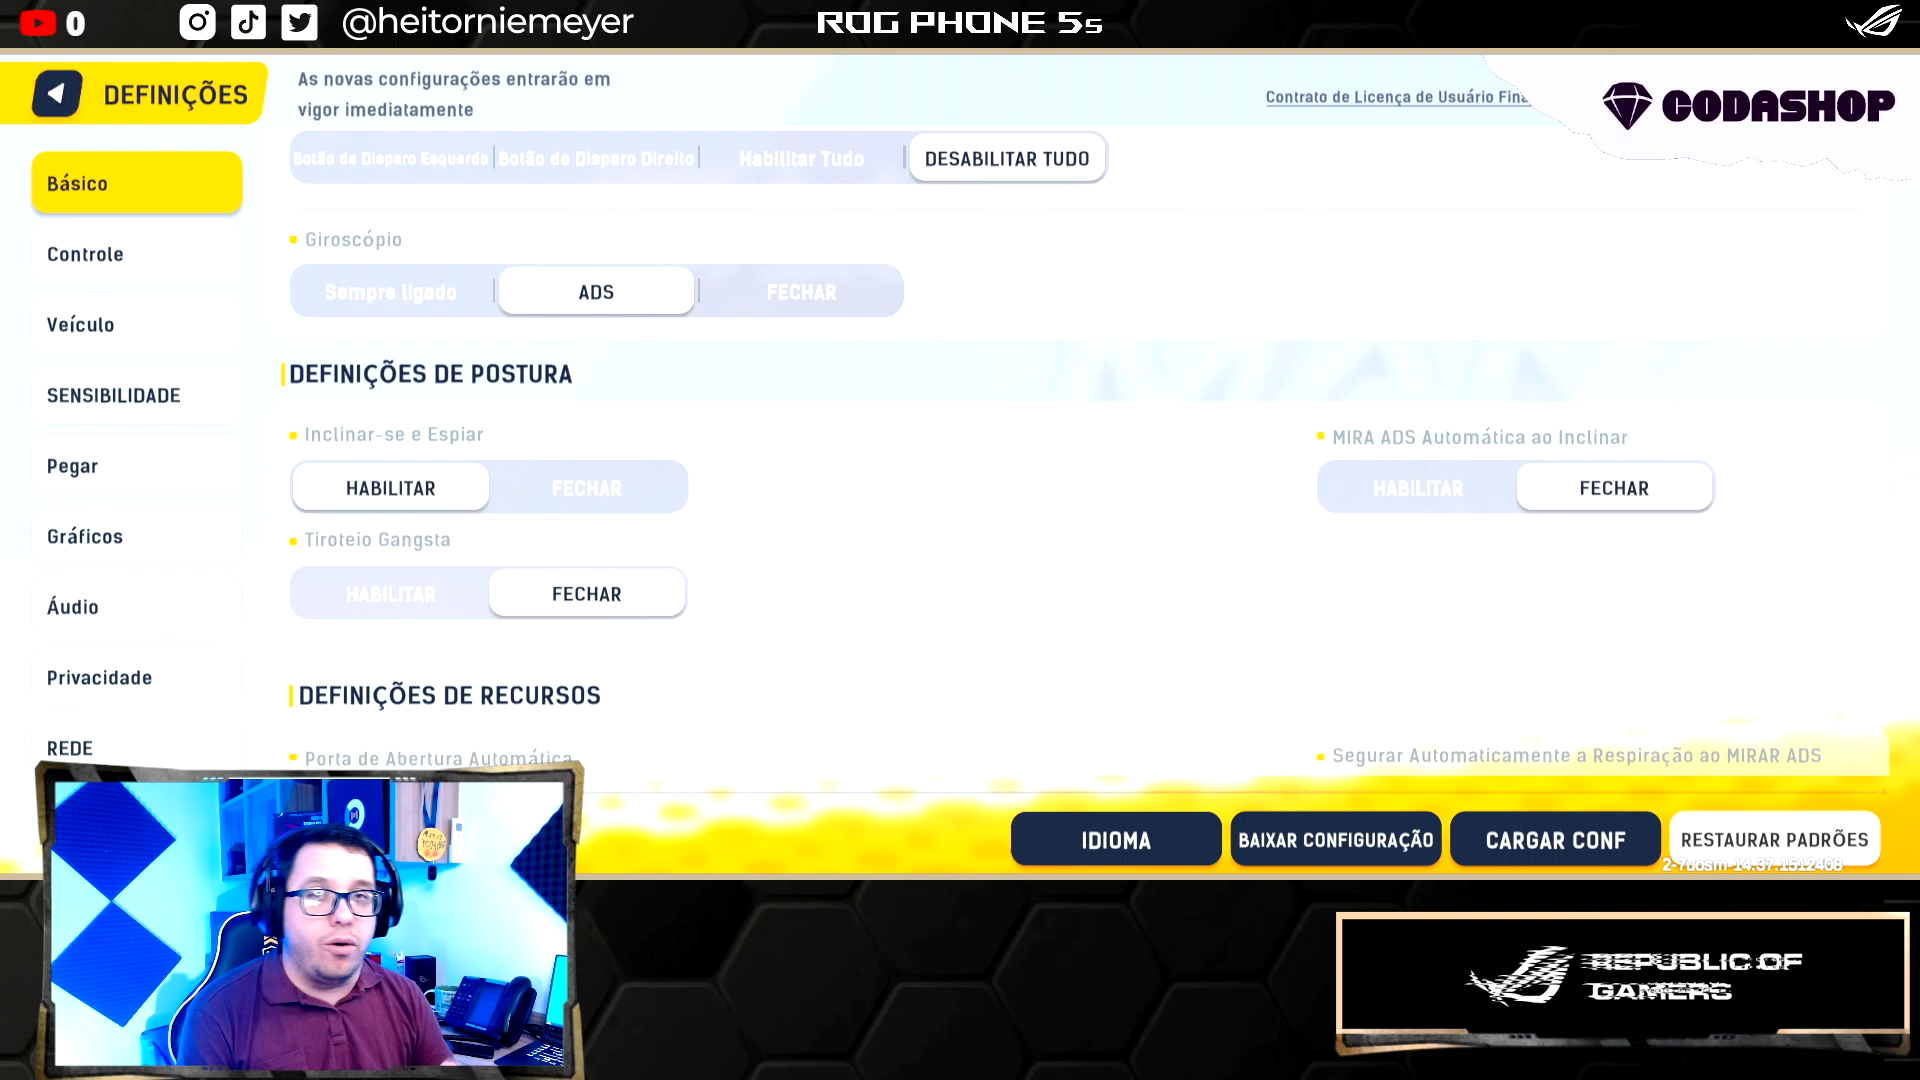 0
@heitorniemeyer
ROG PHONE 5s
DEFINIÇÕES
As novas configurações entrarão em
vigor imediatamente
Contrato de Licença de Usuário Fina
CODASHOP
Botão de Disparo Esquerdo
Botão de Disparo Direito
Habilitar Tudo
DESABILITAR TUDO
Básico
Controle
Veículo
SENSIBILIDADE
Pegar
Gráficos
Áudio
Privacidade
REDE
Giroscópio
Sempre ligado
ADS
FECHAR
DEFINIÇÕES DE POSTURA
Inclinar-se e Espiar
HABILITAR
FECHAR
MIRA ADS Automática ao Inclinar
HABILITAR
FECHAR
Tiroteio Gangsta
HABILITAR
FECHAR
DEFINIÇÕES DE RECURSOS
Porta de Abertura Automática
Segurar Automaticamente a Respiração ao MIRAR ADS
IDIOMA
BAIXAR CONFIGURAÇÃO
CARGAR CONF
RESTAURAR PADRÕES
REPUBLIC OF
GAMERS